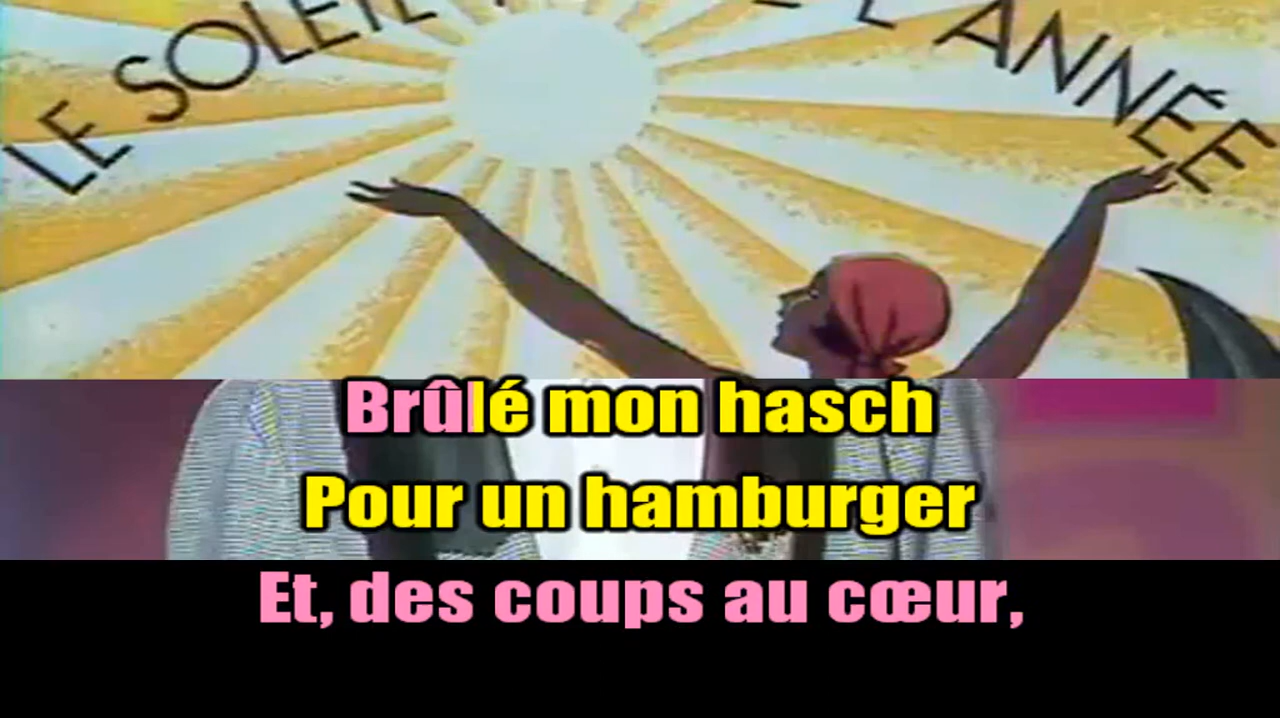 LE SOLEIL L'ANNÉE
Brûlé mon hasch
Pour un hamburger
Et, des coups au cœur,